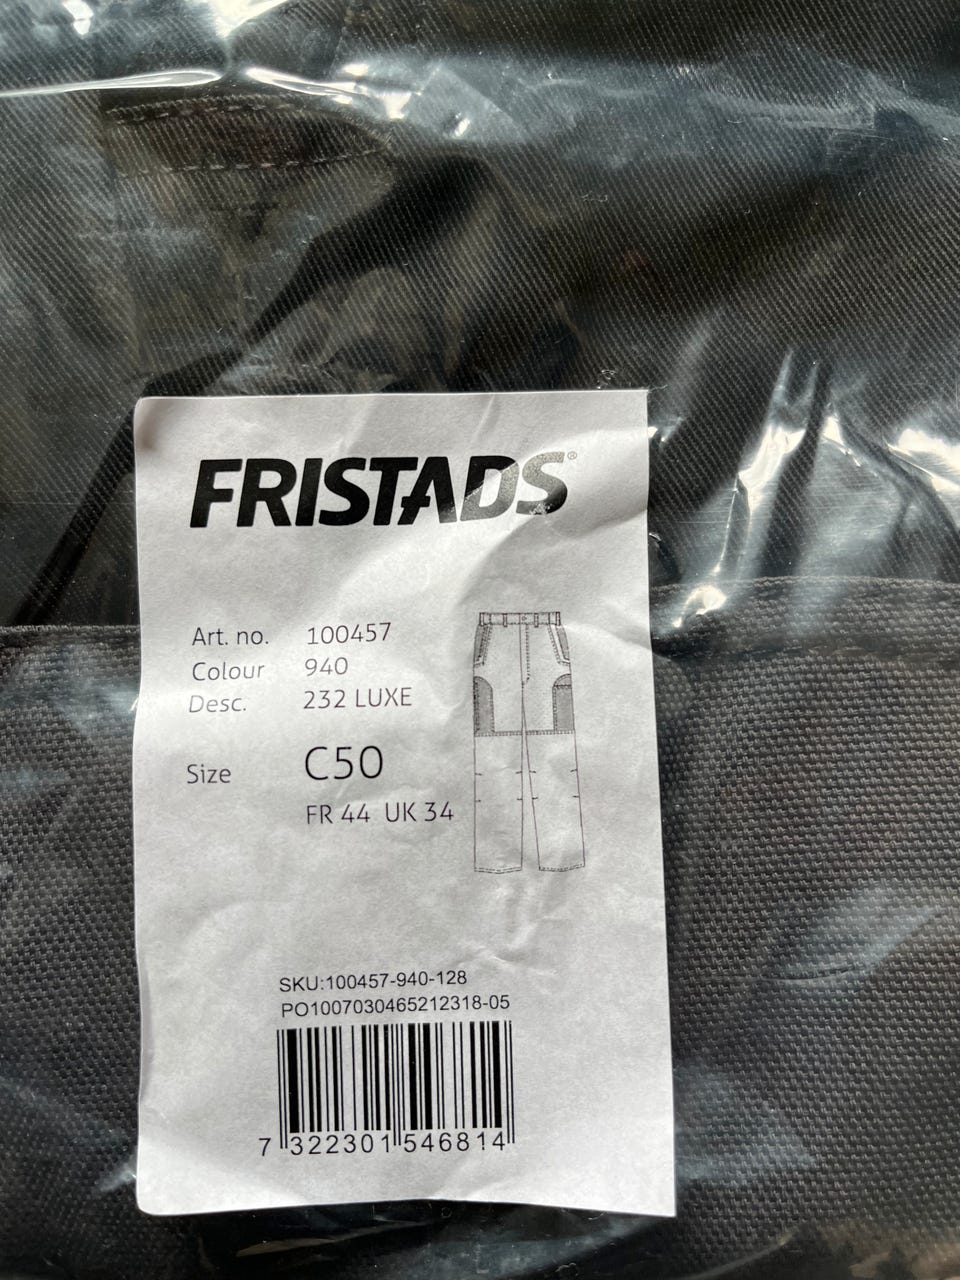 FRISTADS®
Art. no. 100457
Colour 940
Desc. 232 LUXE
Size C50
FR 44 UK 34
SKU:100457-940-128
PO1007030465212318-05
7 322301 546814